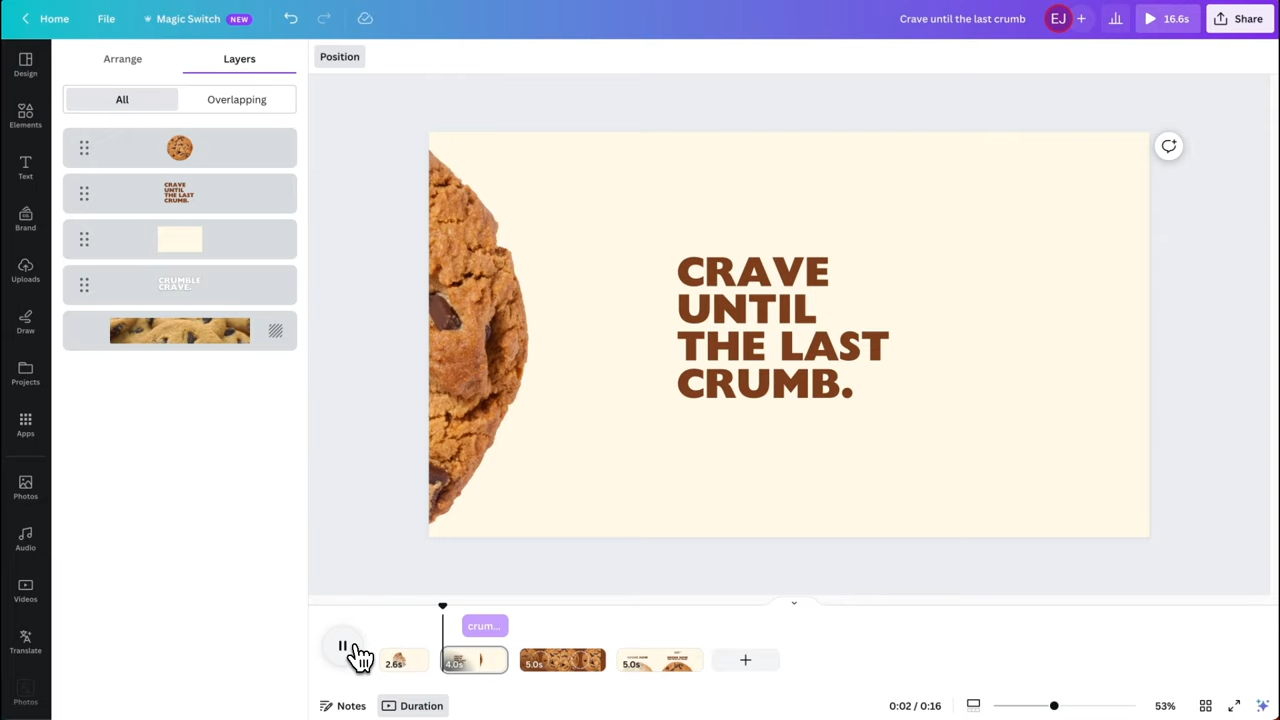 Home
File
Magic Switch NEW
Crave until the last crumb
EJ
16.6s
Share
Arrange
Layers
Position
All
Overlapping
Design
Elements
Text
Brand
Uploads
Draw
Projects
Apps
Photos
Audio
Videos
Translate
Photos
CRAVE
UNTIL
THE LAST
CRUMB.
CRUMBLE
CRAVE.
CRAVE
UNTIL
THE LAST
CRUMB.
crum...
2.6s
4.0s
5.0s
5.0s
Notes
Duration
0:02 / 0:16
53%